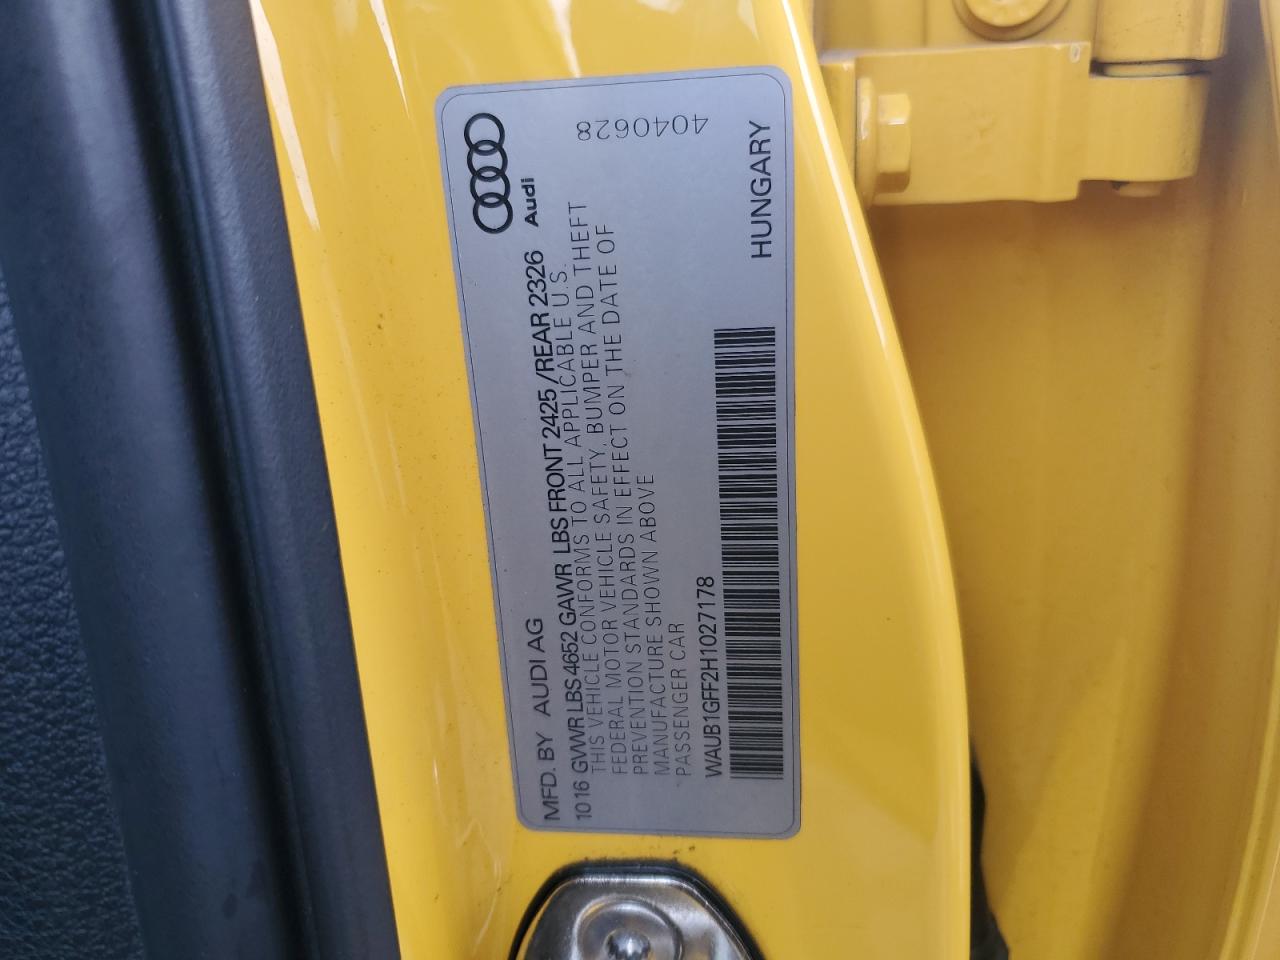 MFD. BY AUDI AG
Audi
10 16 GVWR LBS 4652 GAWR LBS FRONT 2425/REAR 2326
THIS VEHICLE CONFORMS TO ALL APPLICABLE U.S.
FEDERAL MOTOR VEHICLE SAFETY, BUMPER AND THEFT
PREVENTION STANDARDS IN EFFECT ON THE DATE OF
MANUFACTURE SHOWN ABOVE
PASSENGER CAR
4040628
WAUB1GFF2H1027178
HUNGARY